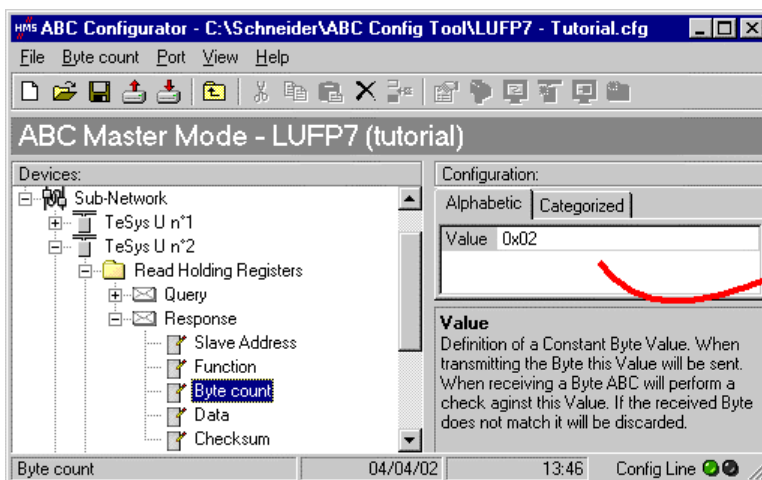 HMS ABC Configurator - C:\Schneider\ABC Config Tool\LUFP7 - Tutorial.cfg
File Byte count Port View Help
ABC Master Mode - LUFP7 (tutorial)
Devices:
Sub-Network
TeSys U n°1
TeSys U n°2
Read Holding Registers
Query
Response
Slave Address
Function
Byte count
Data
Checksum
Configuration:
Alphabetic Categorized
Value 0x02
Value
Definition of a Constant Byte Value. When
transmitting the Byte this Value will be sent.
When receiving a Byte ABC will perform a
check aginst this Value. If the received Byte
does not match it will be discarded.
Byte count 04/04/02 13:46 Config Line